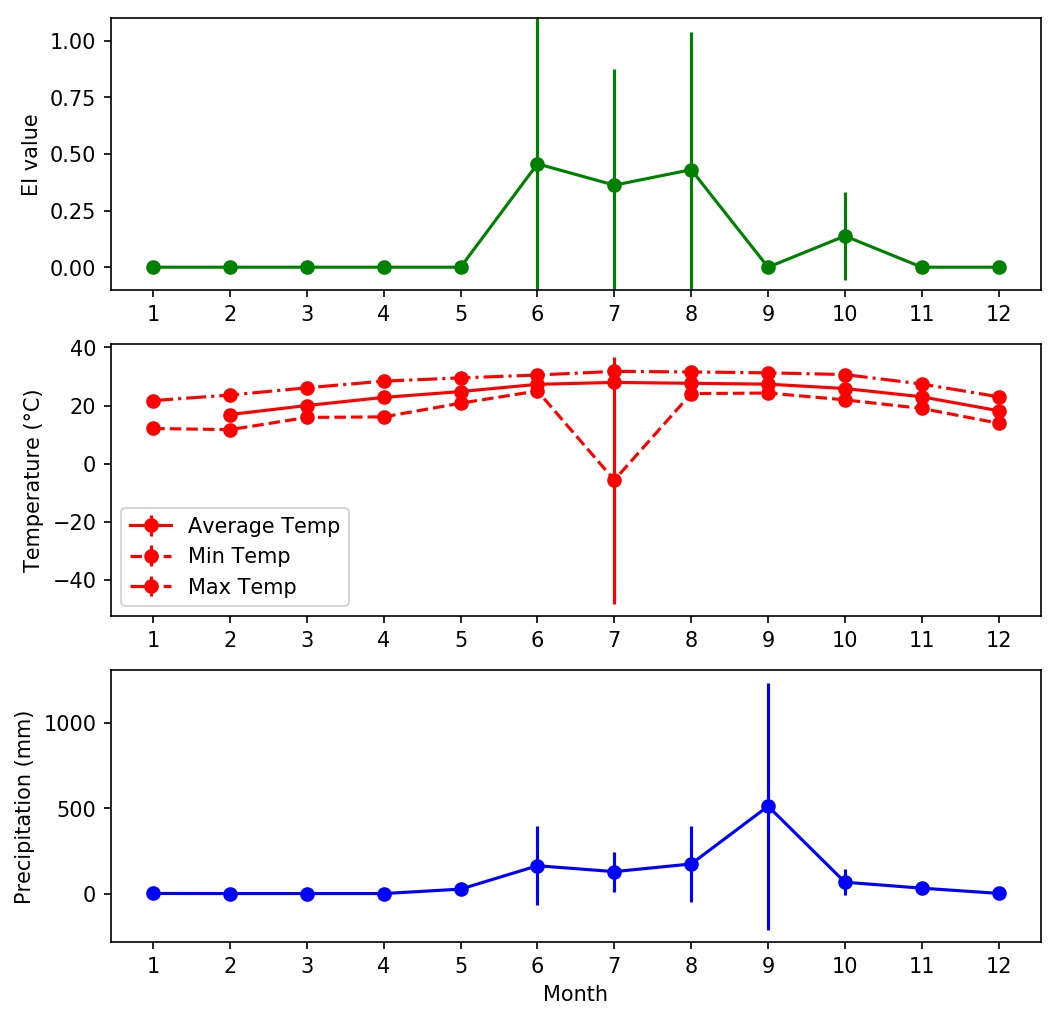 EI value
1.00
0.75
0.50
0.25
0.00
1 2 3 4 5 6 7 8 9 10 11 12
Temperature (°C)
40
20
0
−20
−40
Average Temp
Min Temp
Max Temp
1 2 3 4 5 6 7 8 9 10 11 12
Precipitation (mm)
1000
500
0
1 2 3 4 5 6 7 8 9 10 11 12
Month